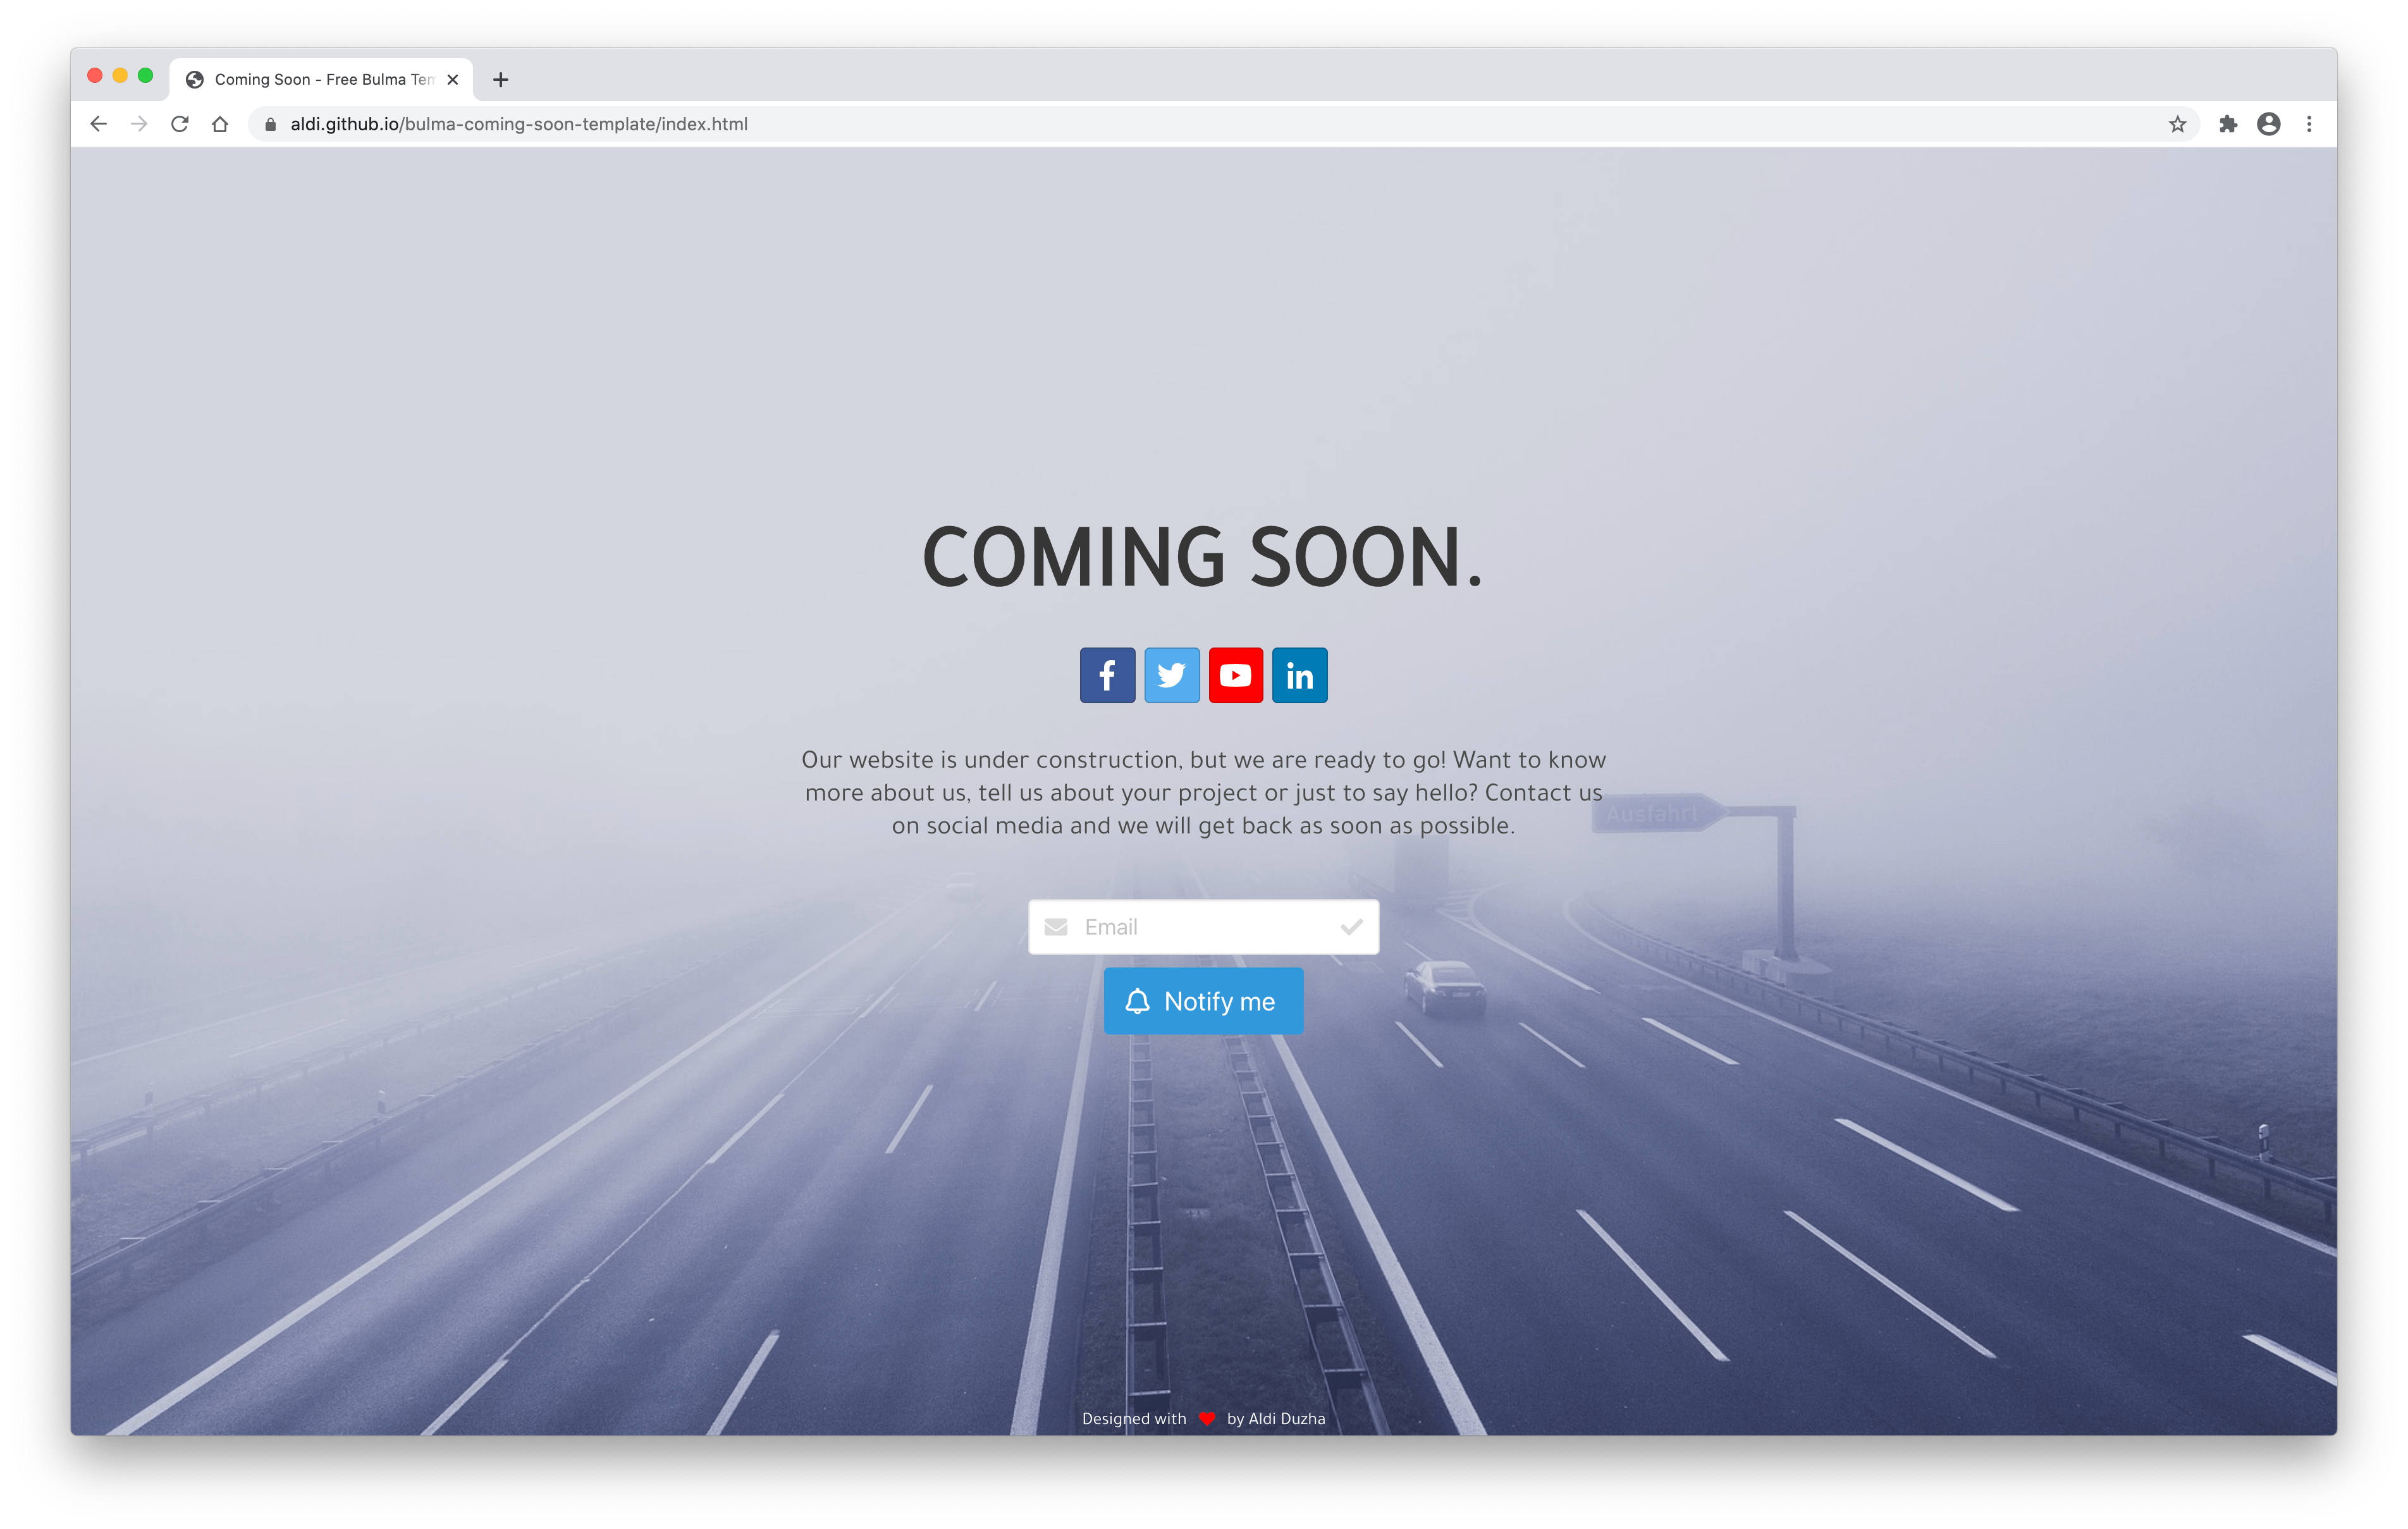 Coming Soon - Free Bulma Tem
aldi.github.io/bulma-coming-soon-template/index.html
COMING SOON.
Our website is under construction, but we are ready to go! Want to know
more about us, tell us about your project or just to say hello? Contact us
on social media and we will get back as soon as possible.
Ausfahrt
Email
Notify me
Designed with ❤ by Aldi Duzha